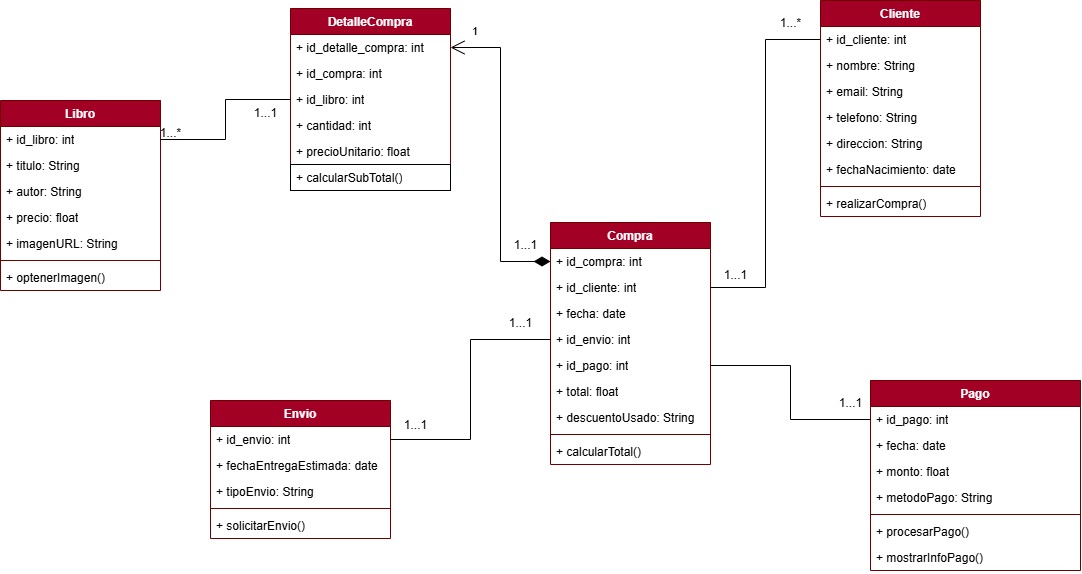 DetalleCompra
+ id_detalle_compra: int
+ id_compra: int
+ id_libro: int
+ cantidad: int
+ precioUnitario: float
+ calcularSubTotal()
1
1...1
Libro
+ id_libro: int
+ titulo: String
+ autor: String
+ precio: float
+ imagenURL: String
+ optenerImagen()
1...*
Cliente
+ id_cliente: int
+ nombre: String
+ email: String
+ telefono: String
+ direccion: String
+ fechaNacimiento: date
+ realizarCompra()
1...*
Compra
+ id_compra: int
+ id_cliente: int
+ fecha: date
+ id_envio: int
+ id_pago: int
+ total: float
+ descuentoUsado: String
+ calcularTotal()
1...1
1...1
1...1
Envio
+ id_envio: int
+ fechaEntregaEstimada: date
+ tipoEnvio: String
+ solicitarEnvio()
1...1
Pago
+ id_pago: int
+ fecha: date
+ monto: float
+ metodoPago: String
+ procesarPago()
+ mostrarInfoPago()
1...1